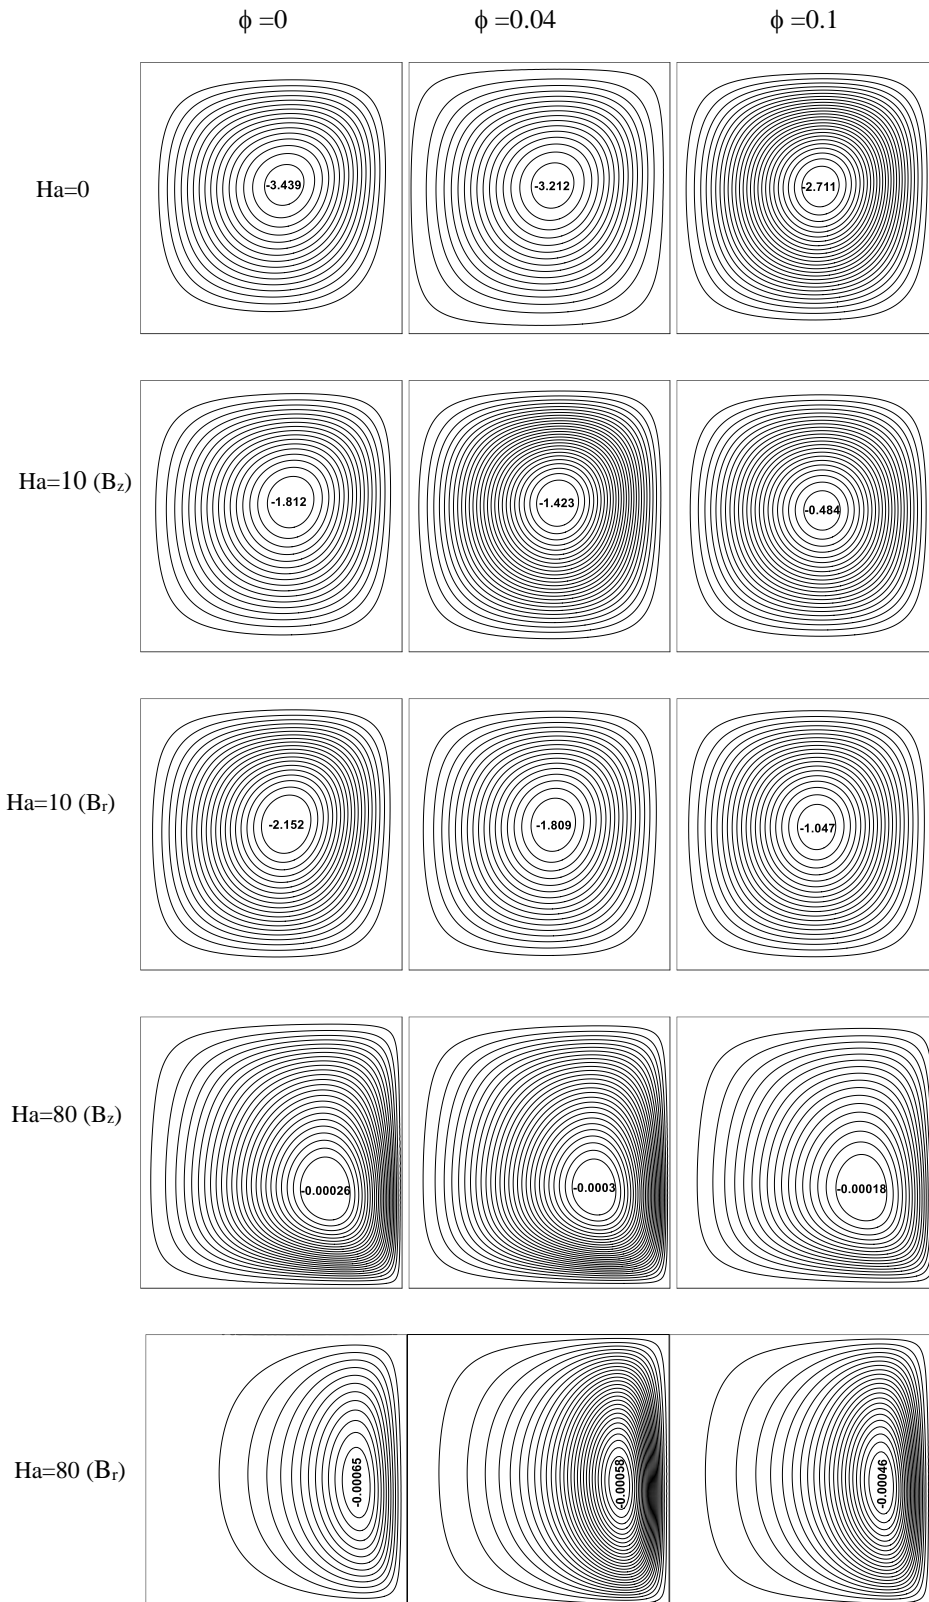 ϕ =0 ϕ =0.04 ϕ =0.1
Ha=0 -3.439 -3.212 -2.711
Ha=10 (Bz) -1.812 -1.423 -0.484
Ha=10 (Br) -2.152 -1.809 -1.047
Ha=80 (Bz) -0.00026 -0.0003 -0.00018
Ha=80 (Br) -0.00065 -0.00058 -0.00046